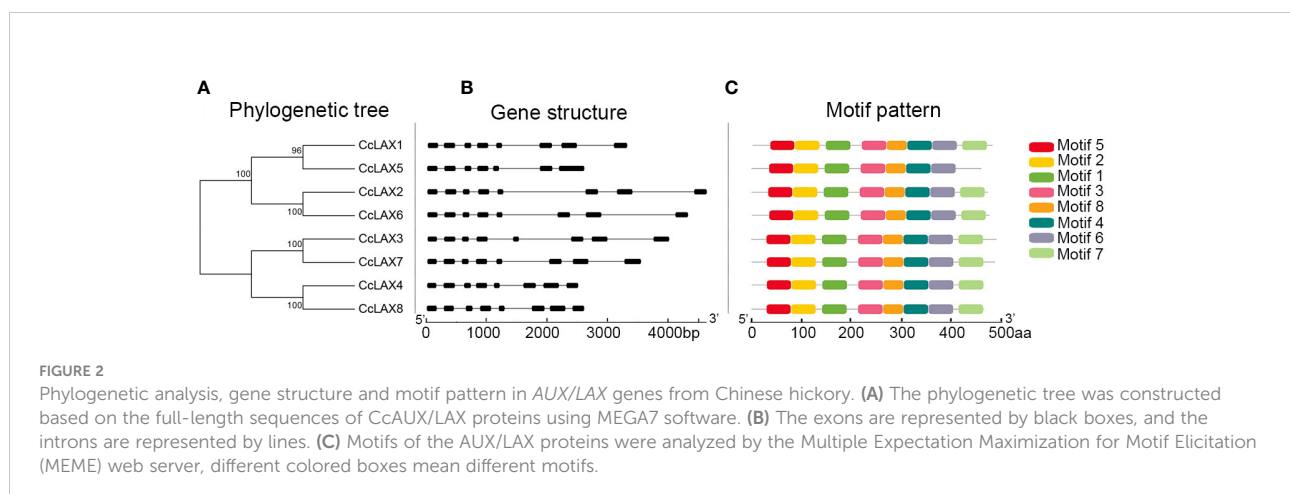 A
B
C
Phylogenetic tree
Gene structure
Motif pattern
CcLAX1
CcLAX5
CcLAX2
CcLAX6
CcLAX3
CcLAX7
CcLAX4
CcLAX8
96
100
100
100
100
5'
3'
0 1000 2000 3000 4000bp
5'
3'
0 100 200 300 400 500aa
Motif 5
Motif 2
Motif 1
Motif 3
Motif 8
Motif 4
Motif 6
Motif 7
FIGURE 2
Phylogenetic analysis, gene structure and motif pattern in AUX/LAX genes from Chinese hickory. (A) The phylogenetic tree was constructed
based on the full-length sequences of CcAUX/LAX proteins using MEGA7 software. (B) The exons are represented by black boxes, and the
introns are represented by lines. (C) Motifs of the AUX/LAX proteins were analyzed by the Multiple Expectation Maximization for Motif Elicitation
(MEME) web server, different colored boxes mean different motifs.